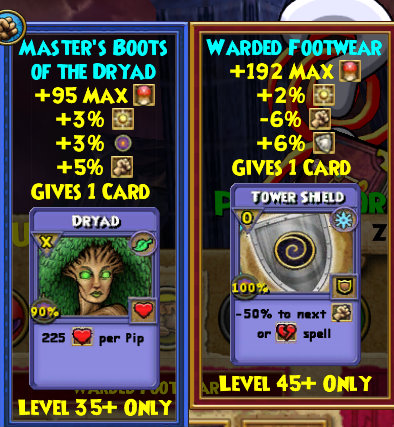 MASTER'S BOOTS
OF THE DRYAD
+95 MAX
+3%
+3%
+5%
GIVES 1 CARD
DRYAD
X
90%
225 per Pip
LEVEL 35+ ONLY
WARDED FOOTWEAR
+192 MAX
+2%
-6%
+6%
GIVES 1 CARD
TOWER SHIELD
0
100%
-50% to next
or spell
LEVEL 45+ ONLY
WARDED FOOTWEAR
Z